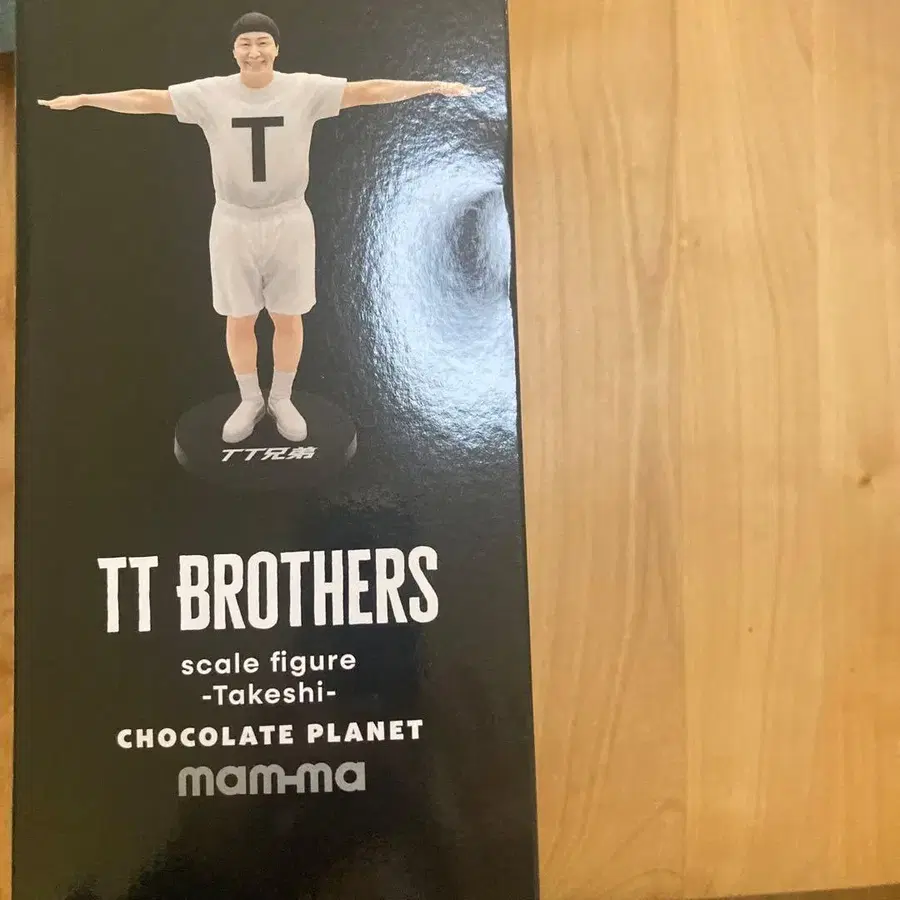 T
TT兄弟
TT BROTHERS
scale figure
-Takeshi-
CHOCOLATE PLANET
mam-ma